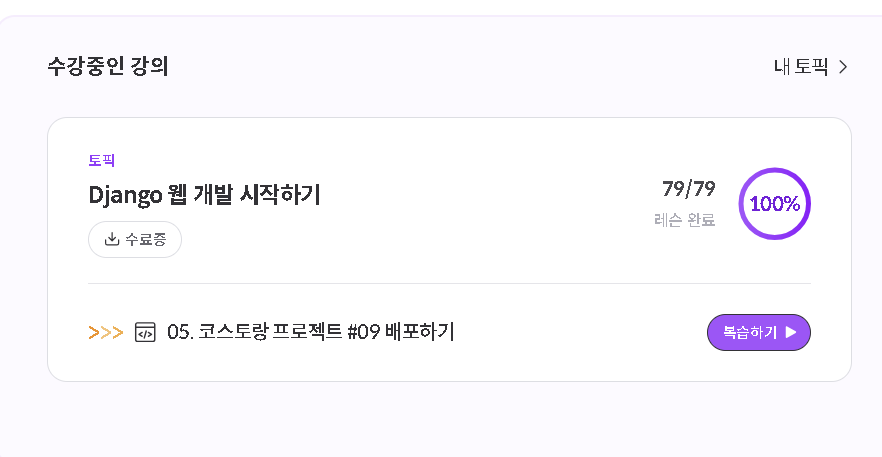 수강중인 강의
내 토픽 >
토픽
Django 웹 개발 시작하기
79/79
레슨 완료
100%
수료증
>>> </> 05. 코스토랑 프로젝트 #09 배포하기
복습하기 ▶